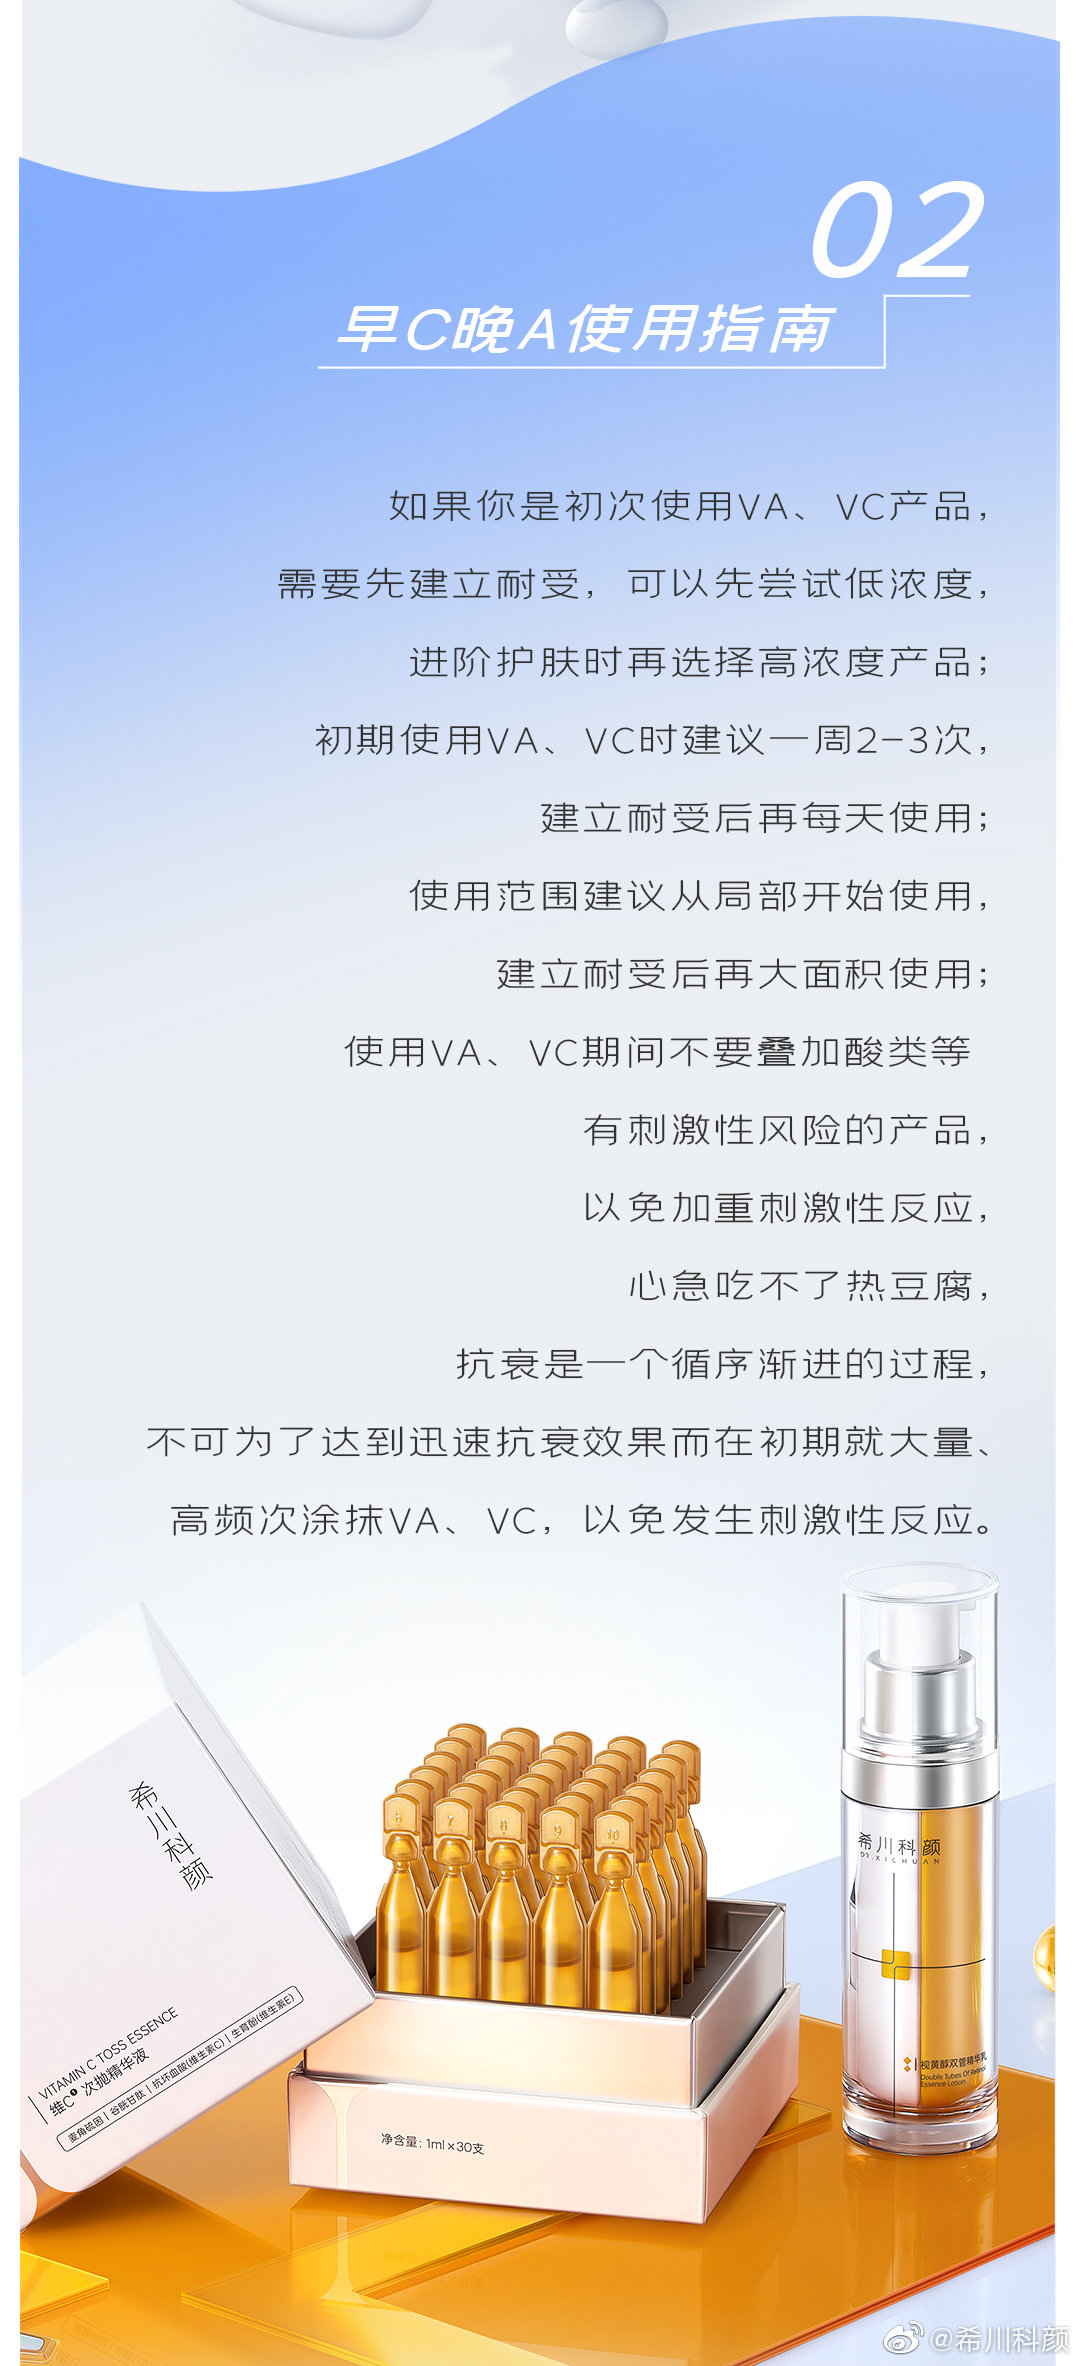 02
早C晚A使用指南
如果你是初次使用VA、VC产品，
需要先建立耐受，可以先尝试低浓度，
进阶护肤时再选择高浓度产品；
初期使用VA、VC时建议一周2-3次，
建立耐受后再每天使用；
使用范围建议从局部开始使用，
建立耐受后再大面积使用；
使用VA、VC期间不要叠加酸类等
有刺激性风险的产品，
以免加重刺激性反应，
心急吃不了热豆腐，
抗衰是一个循序渐进的过程，
不可为了达到迅速抗衰效果而在初期就大量、
高频次涂抹VA、VC，以免发生刺激性反应。
希川科颜
VITAMIN C TOSS ESSENCE
维C 次抛精华液
麦角硫因 | 谷胱甘肽 | 抗坏血酸(维生素C) | 生育酚(维生素E)
6 7 8 9 10
净含量：1ml×30支
希川科颜
DR.XICHUAN
视黄醇双管精华乳
Double Tubes Of Retinol
Essence Lotion
@希川科颜